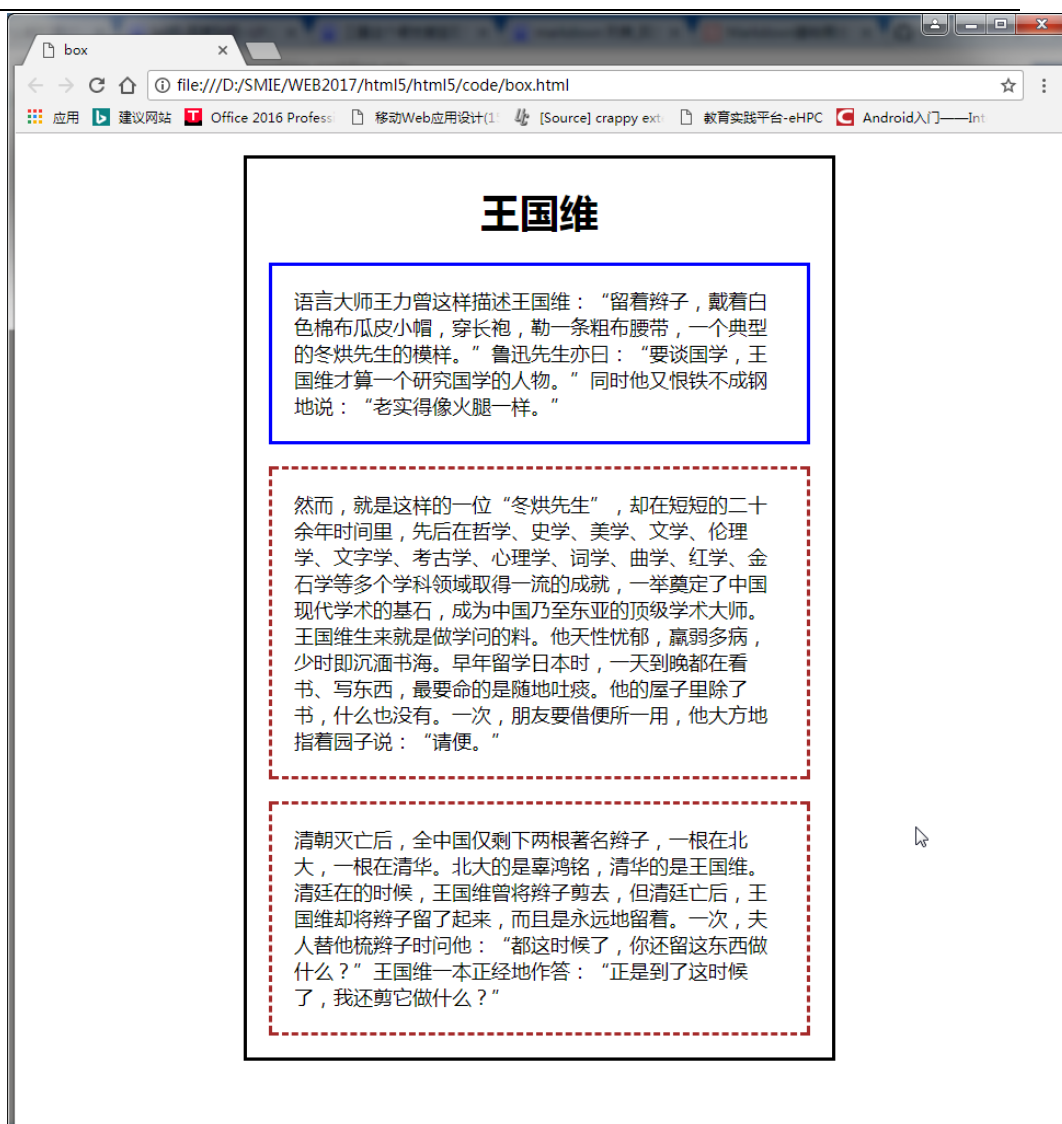 box
file:///D:/SMIE/WEB2017/html5/html5/code/box.html
应用 建议网站 Office 2016 Profess 移动Web应用设计(1 [Source] crappy ext 教育实践平台-eHPC Android入门——Int
王国维
语言大师王力曾这样描述王国维：“留着辫子，戴着白
色棉布瓜皮小帽，穿长袍，勒一条粗布腰带，一个典型
的冬烘先生的模样。”鲁迅先生亦曰：“要谈国学，王
国维才算一个研究国学的人物。”同时他又恨铁不成钢
地说：“老实得像火腿一样。”
然而，就是这样的一位“冬烘先生”，却在短短的二十
余年时间里，先后在哲学、史学、美学、文学、伦理
学、文字学、考古学、心理学、词学、曲学、红学、金
石学等多个学科领域取得一流的成就，一举奠定了中国
现代学术的基石，成为中国乃至东亚的顶级学术大师。
王国维生来就是做学问的料。他天性忧郁，羸弱多病，
少时即沉湎书海。早年留学日本时，一天到晚都在看
书、写东西，最要命的是随地吐痰。他的屋子里除了
书，什么也没有。一次，朋友要借便所一用，他大方地
指着园子说：“请便。”
清朝灭亡后，全中国仅剩下两根著名辫子，一根在北
大，一根在清华。北大的是辜鸿铭，清华的是王国维。
清廷在的时候，王国维曾将辫子剪去，但清廷亡后，王
国维却将辫子留了起来，而且是永远地留着。一次，夫
人替他梳辫子时问他：“都这时候了，你还留这东西做
什么？”王国维一本正经地作答：“正是到了这时候
了，我还剪它做什么？”